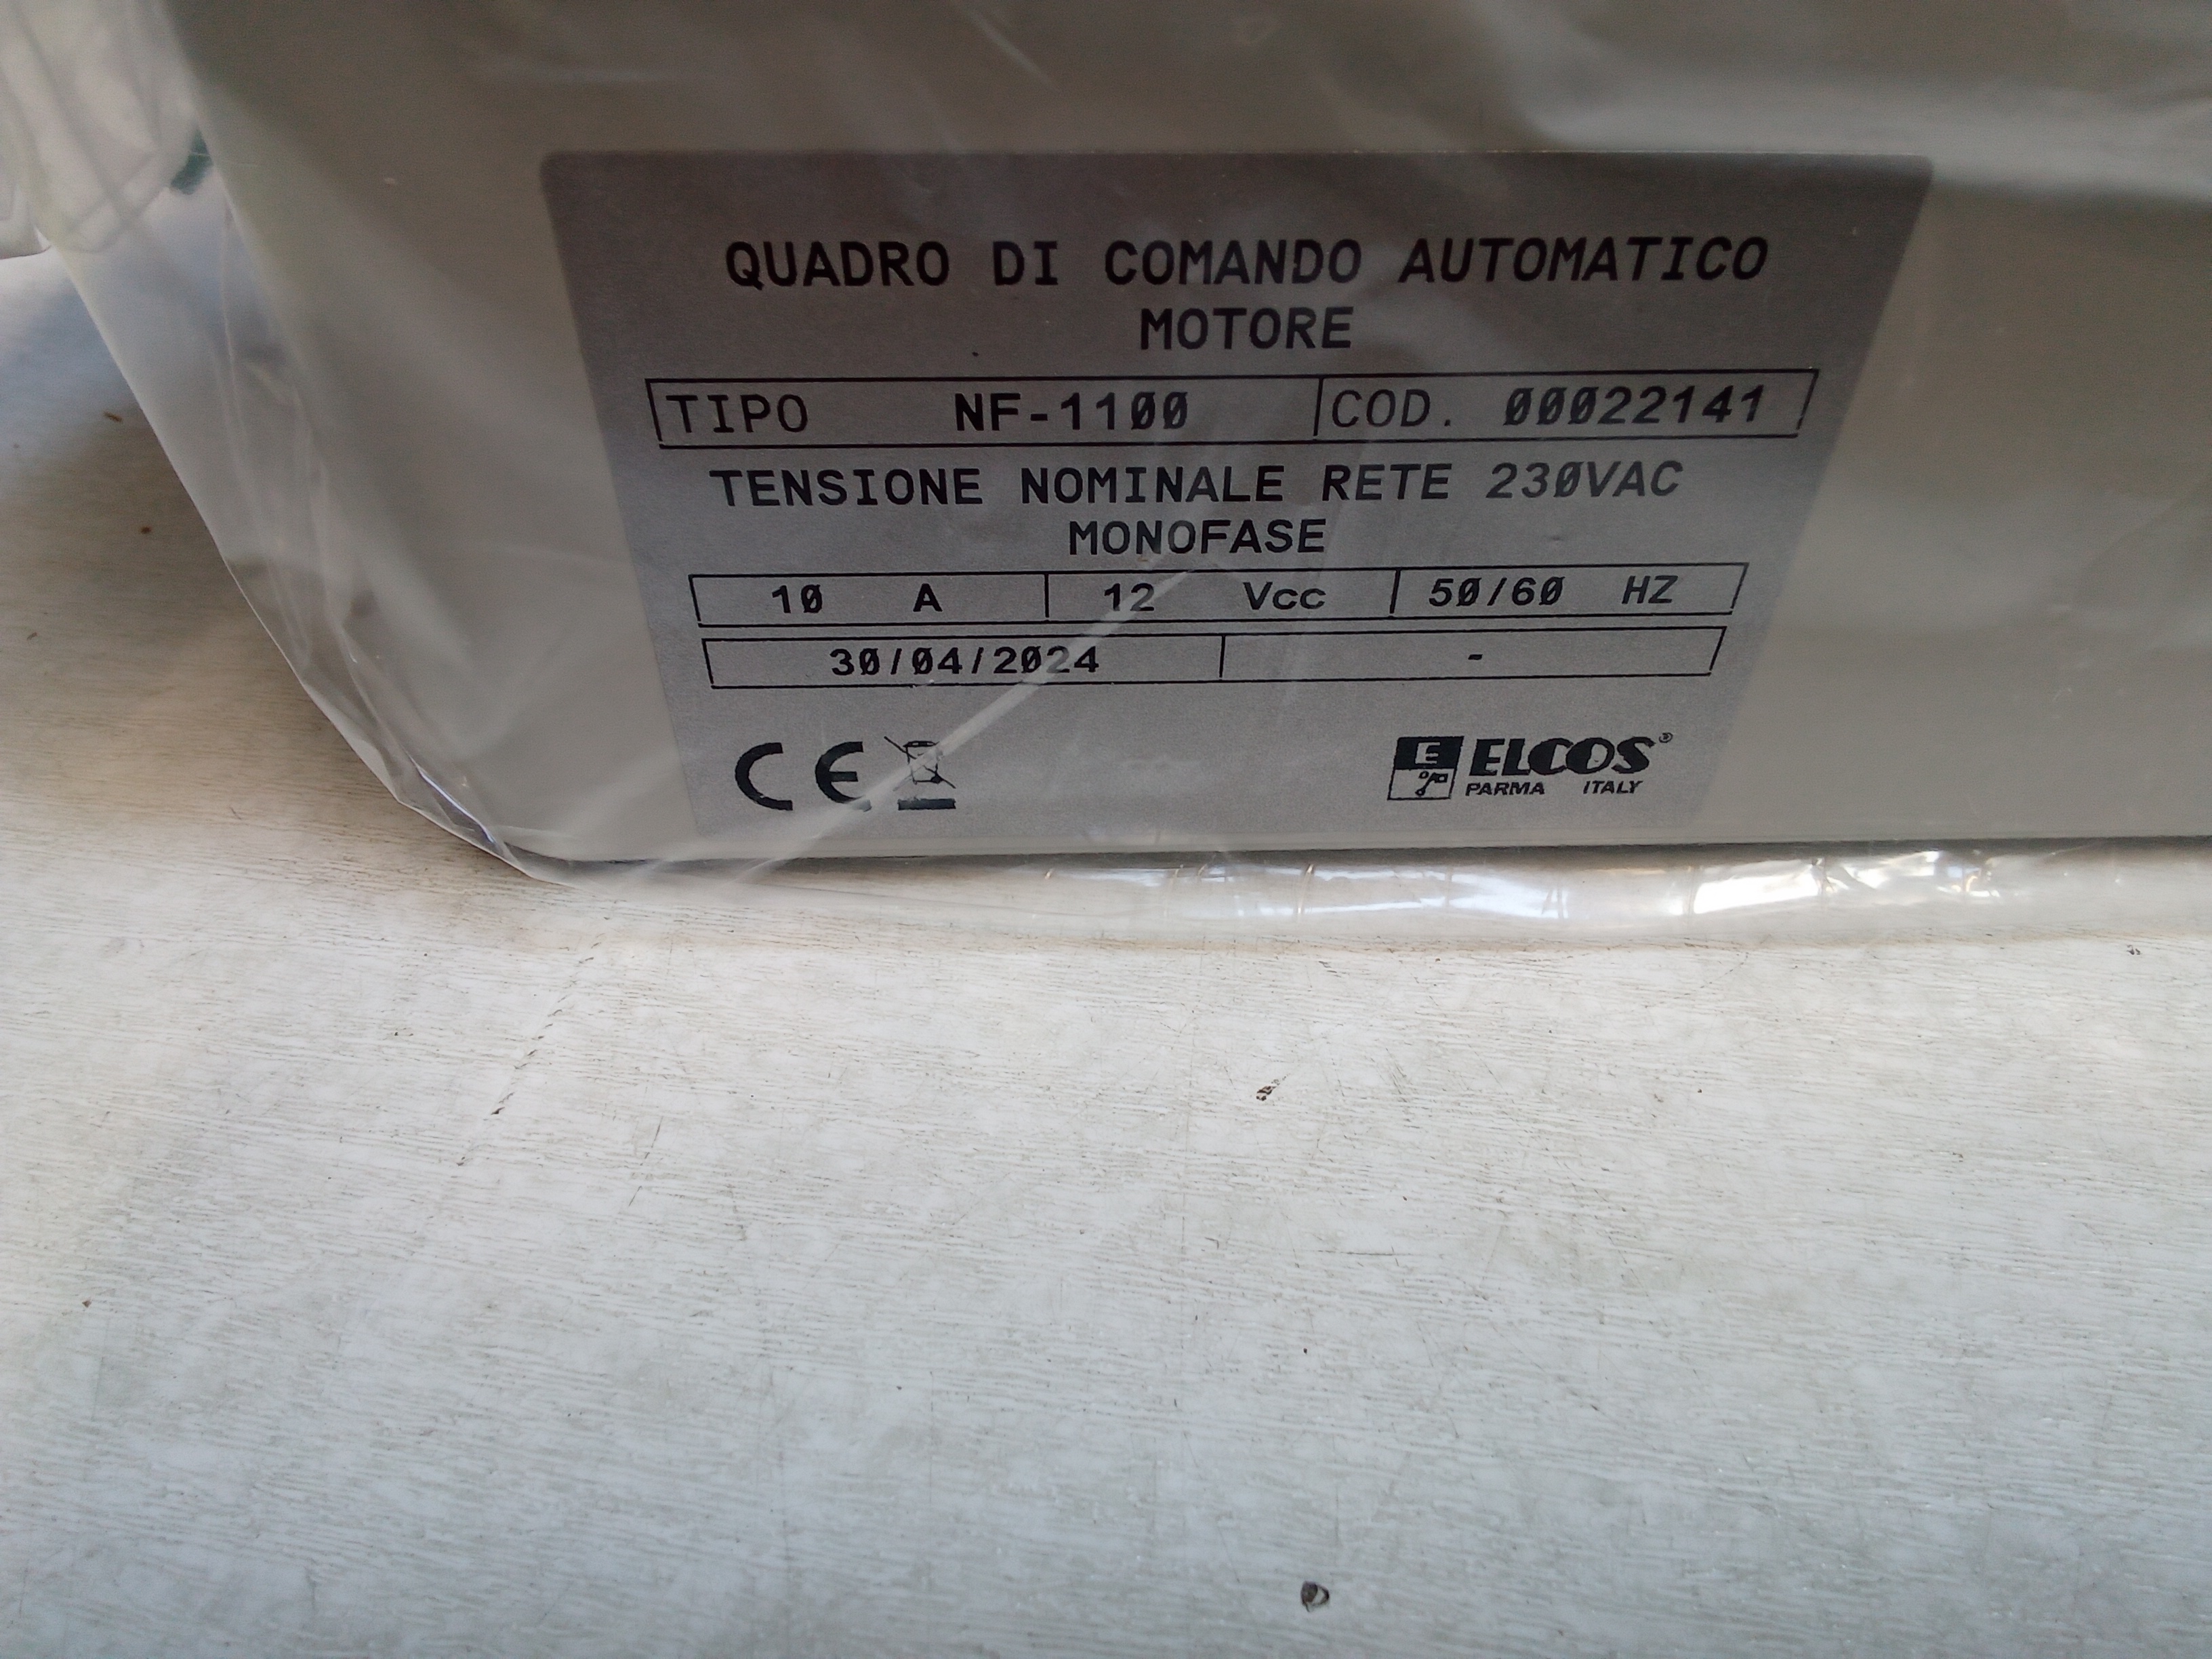 QUADRO DI COMANDO AUTOMATICO
MOTORE
TIPO NF-1100 COD. 00022141
TENSIONE NOMINALE RETE 230VAC
MONOFASE
10 A 12 Vcc 50/60 HZ
30/04/2024 -
CE E ELCOS®
PARMA ITALY